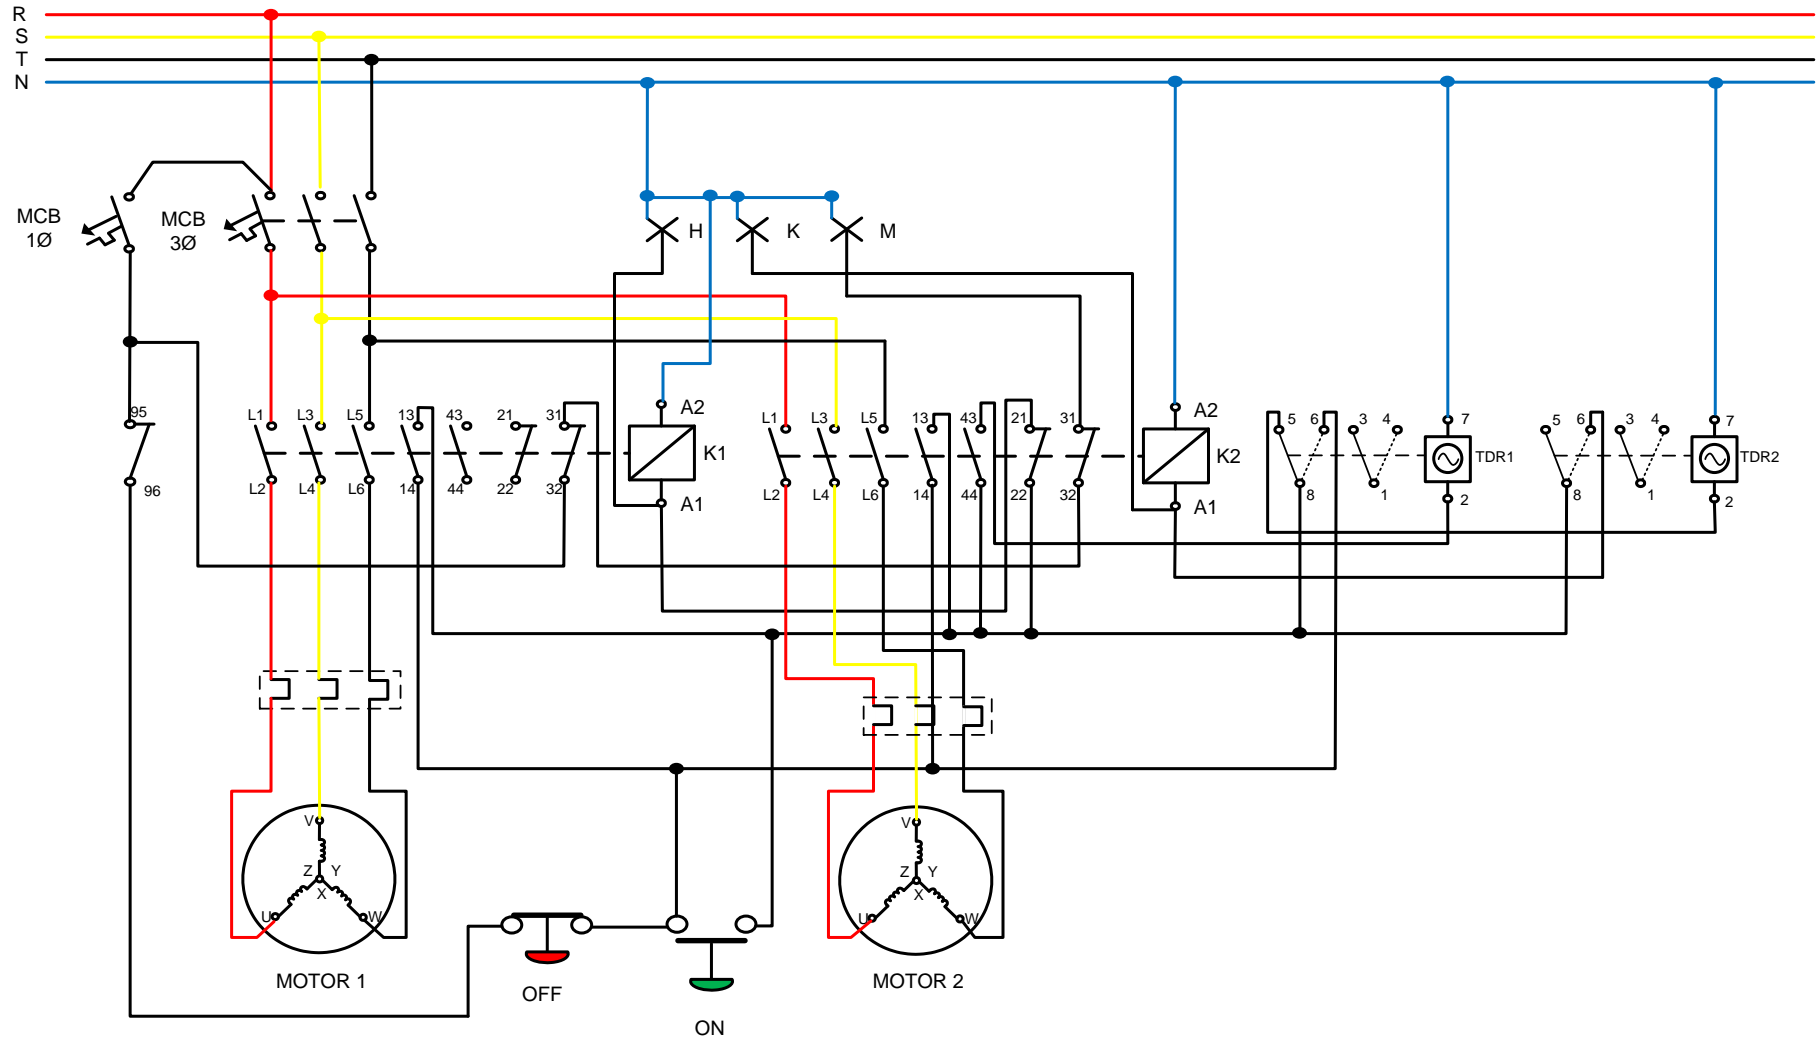 R
S
T
N
MCB
1Ø
MCB
3Ø
H
K
M
95
96
L1 L3 L5 13 43 21 31
L2 L4 L6 14 44 22 32
A2
K1
A1
L1 L3 L5 13 43 21 31
L2 L4 L6 14 44 22 32
A2
K2
A1
5 6 3 4 7
8 1 2
TDR1
5 6 3 4 7
8 1 2
TDR2
V
Z Y
X
U W
MOTOR 1
V
Z Y
X
U W
MOTOR 2
OFF
ON